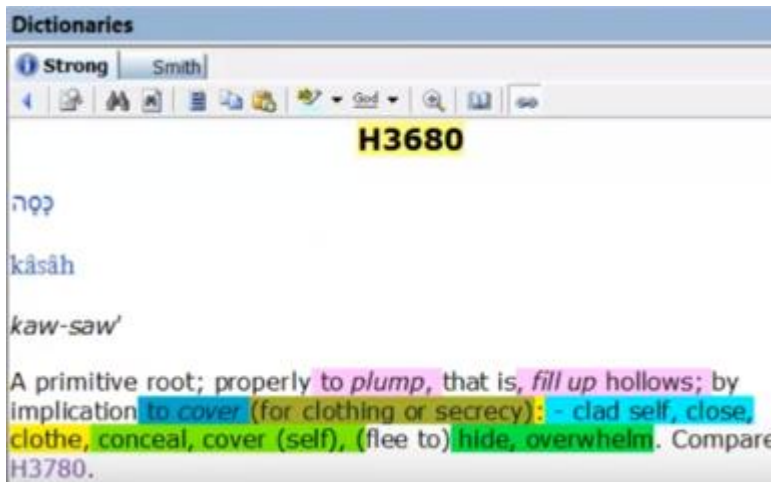 Dictionaries
Strong Smith
God
H3680
כָּסָה
kâsâh
kaw-saw'
A primitive root; properly to plump, that is, fill up hollows; by
implication to cover (for clothing or secrecy): - clad self, close,
clothe, conceal, cover (self), (flee to) hide, overwhelm. Compare
H3780.